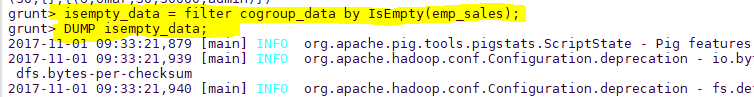 grunt> isempty_data = filter cogroup_data by IsEmpty(emp_sales);
grunt> DUMP isempty_data;
2017-11-01 09:33:21,879 [main] INFO  org.apache.pig.tools.pigstats.ScriptState - Pig features
2017-11-01 09:33:21,939 [main] INFO  org.apache.hadoop.conf.Configuration.deprecation - io.by
dfs.bytes-per-checksum
2017-11-01 09:33:21,940 [main] INFO  org.apache.hadoop.conf.Configuration.deprecation - fs.de